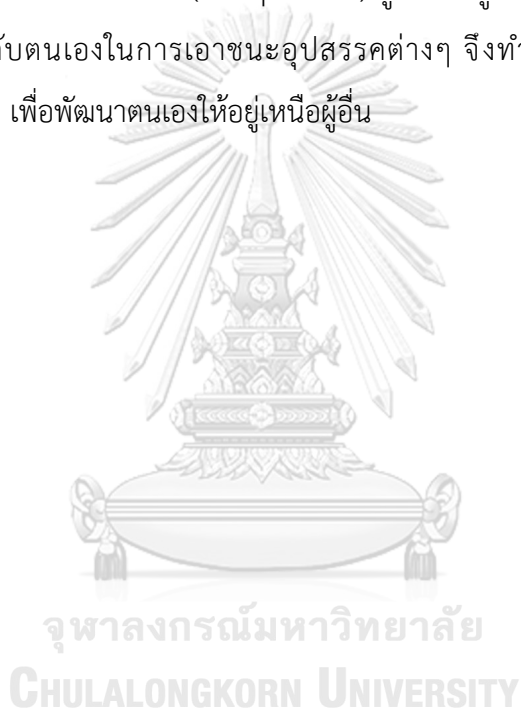 กับตนเองในการเอาชนะอุปสรรคต่างๆ จึงทำ
เพื่อพัฒนาตนเองให้อยู่เหนือผู้อื่น
จุฬาลงกรณ์มหาวิทยาลัย
CHULALONGKORN UNIVERSITY